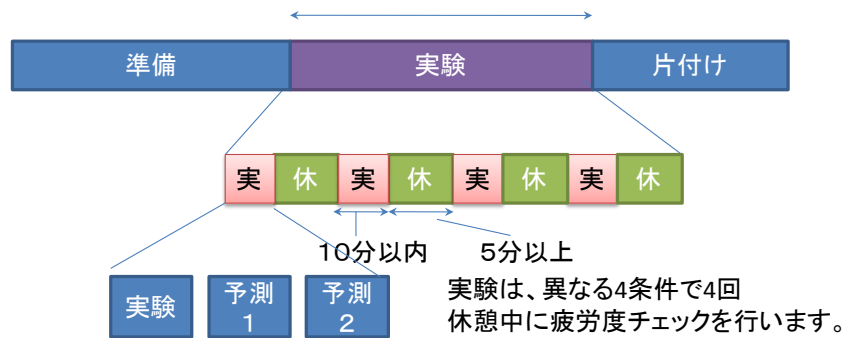 準備
実験
片付け
実
休
実
休
実
休
実
休
10分以内
5分以上
実験
予測
1
予測
2
実験は、異なる4条件で4回
休憩中に疲労度チェックを行います。